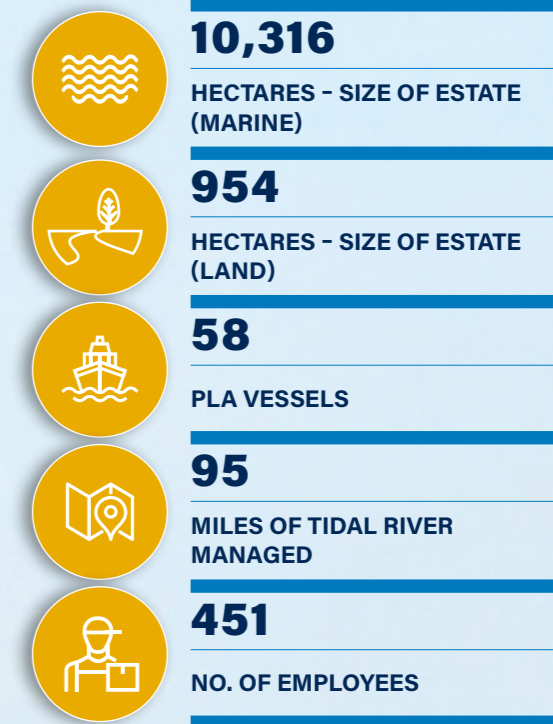 10,316
HECTARES – SIZE OF ESTATE
(MARINE)
954
HECTARES – SIZE OF ESTATE
(LAND)
58
PLA VESSELS
95
MILES OF TIDAL RIVER
MANAGED
451
NO. OF EMPLOYEES